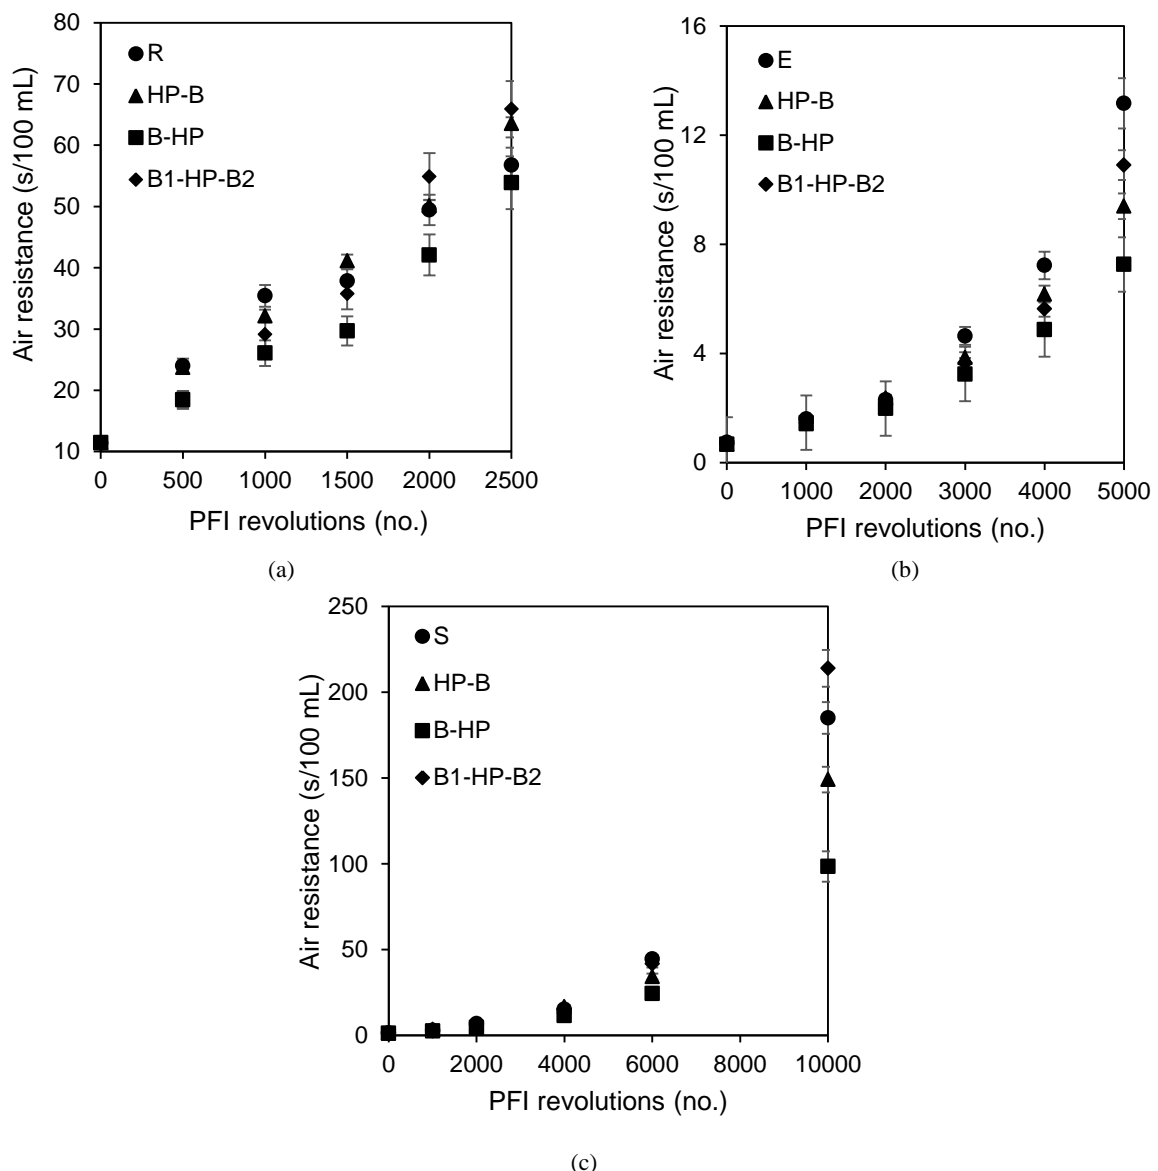 80
70
60
50
40
30
20
10
Air resistance (s/100 mL)
R
HP-B
B-HP
B1-HP-B2
0 500 1000 1500 2000 2500
PFI revolutions (no.)
(a)
16
12
8
4
0
Air resistance (s/100 mL)
E
HP-B
B-HP
B1-HP-B2
0 1000 2000 3000 4000 5000
PFI revolutions (no.)
(b)
250
200
150
100
50
0
Air resistance (s/100 mL)
S
HP-B
B-HP
B1-HP-B2
0 2000 4000 6000 8000 10000
PFI revolutions (no.)
(c)